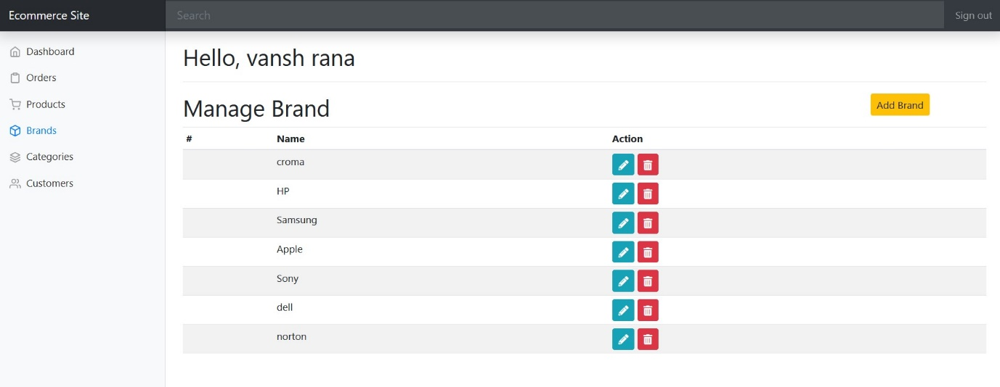 Ecommerce Site
Search
Sign out
Dashboard
Orders
Products
Brands
Categories
Customers
Hello, vansh rana
Manage Brand
Add Brand
# Name Action
croma
HP
Samsung
Apple
Sony
dell
norton